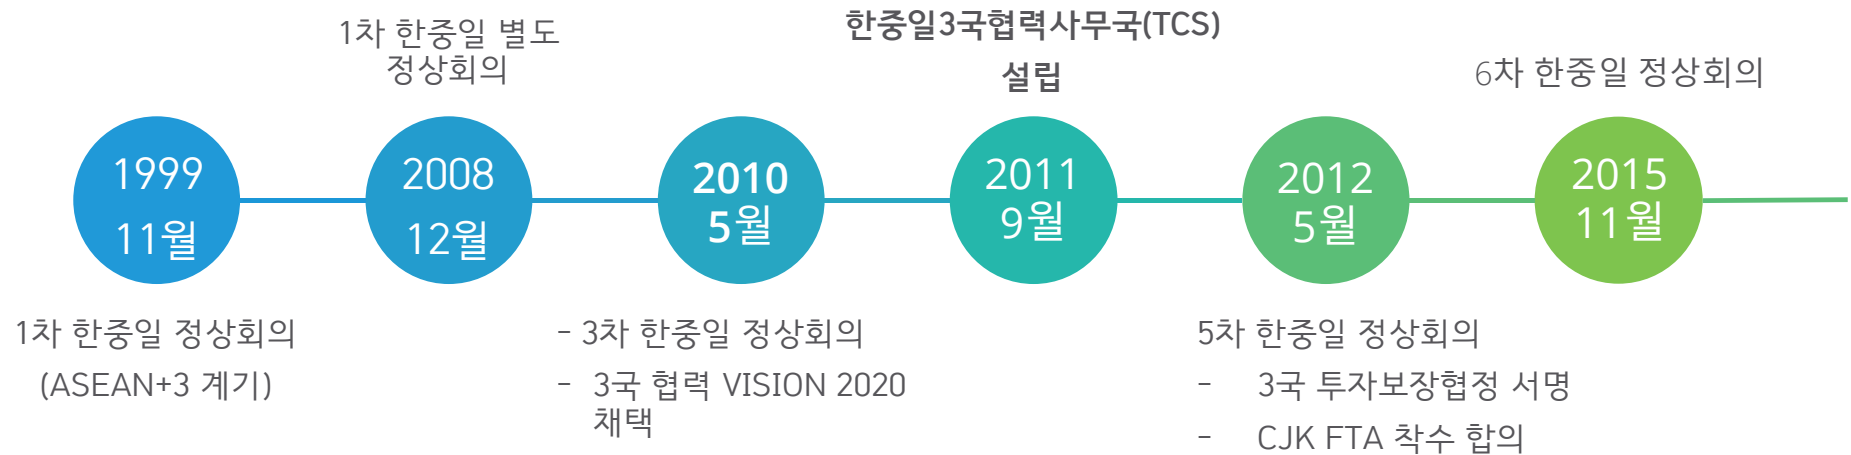 1차 한중일 별도
정상회의
한중일3국협력사무국(TCS)
설립
6차 한중일 정상회의
1999
11월
2008
12월
2010
5월
2011
9월
2012
5월
2015
11월
1차 한중일 정상회의
(ASEAN+3 계기)
- 3차 한중일 정상회의
- 3국 협력 VISION 2020
채택
5차 한중일 정상회의
- 3국 투자보장협정 서명
- CJK FTA 착수 합의